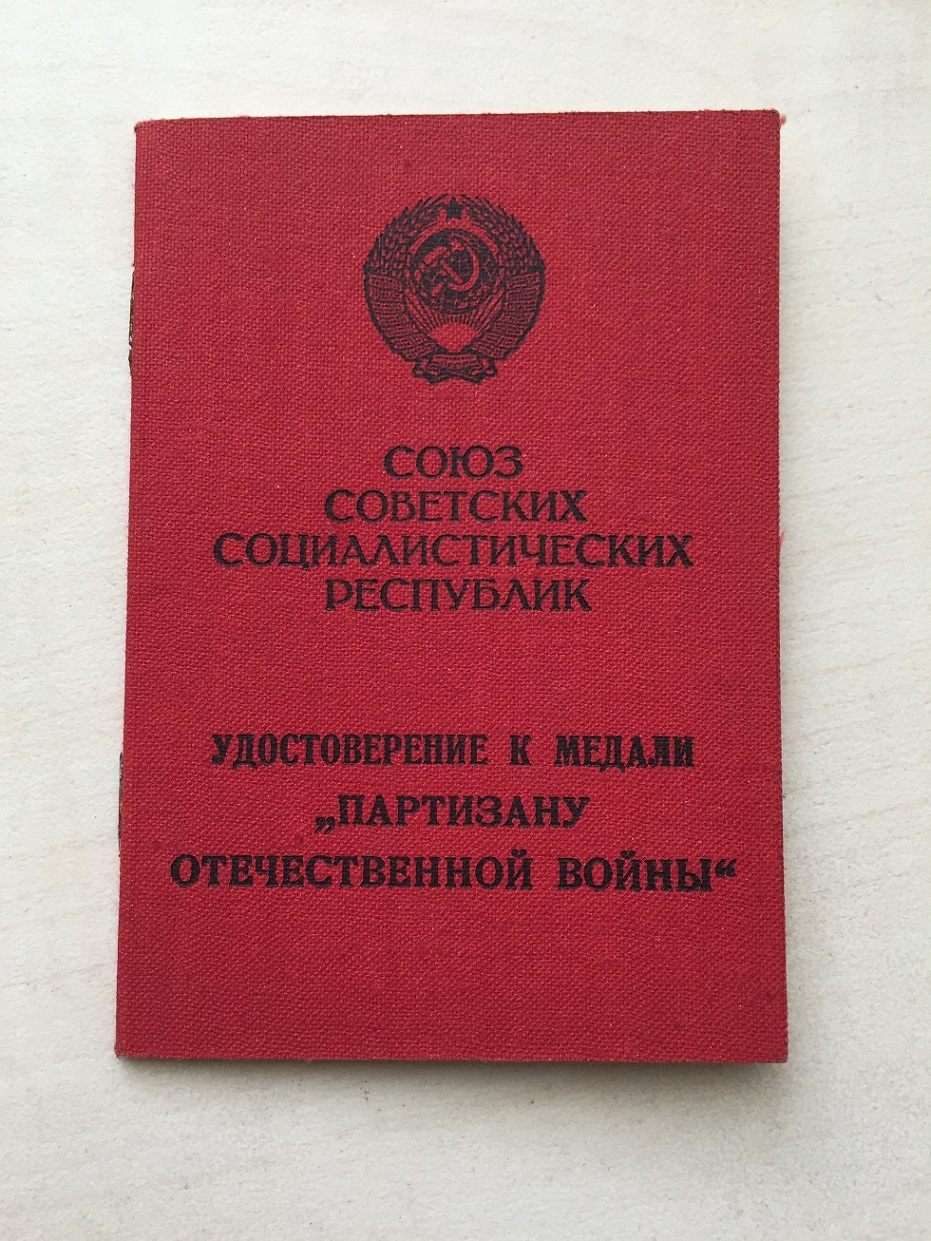 СОЮЗ
СОВЕТСКИХ
СОЦИАЛИСТИЧЕСКИХ
РЕСПУБЛИК
УДОСТОВЕРЕНИЕ К МЕДАЛИ
„ПАРТИЗАНУ
ОТЕЧЕСТВЕННОЙ ВОЙНЫ“